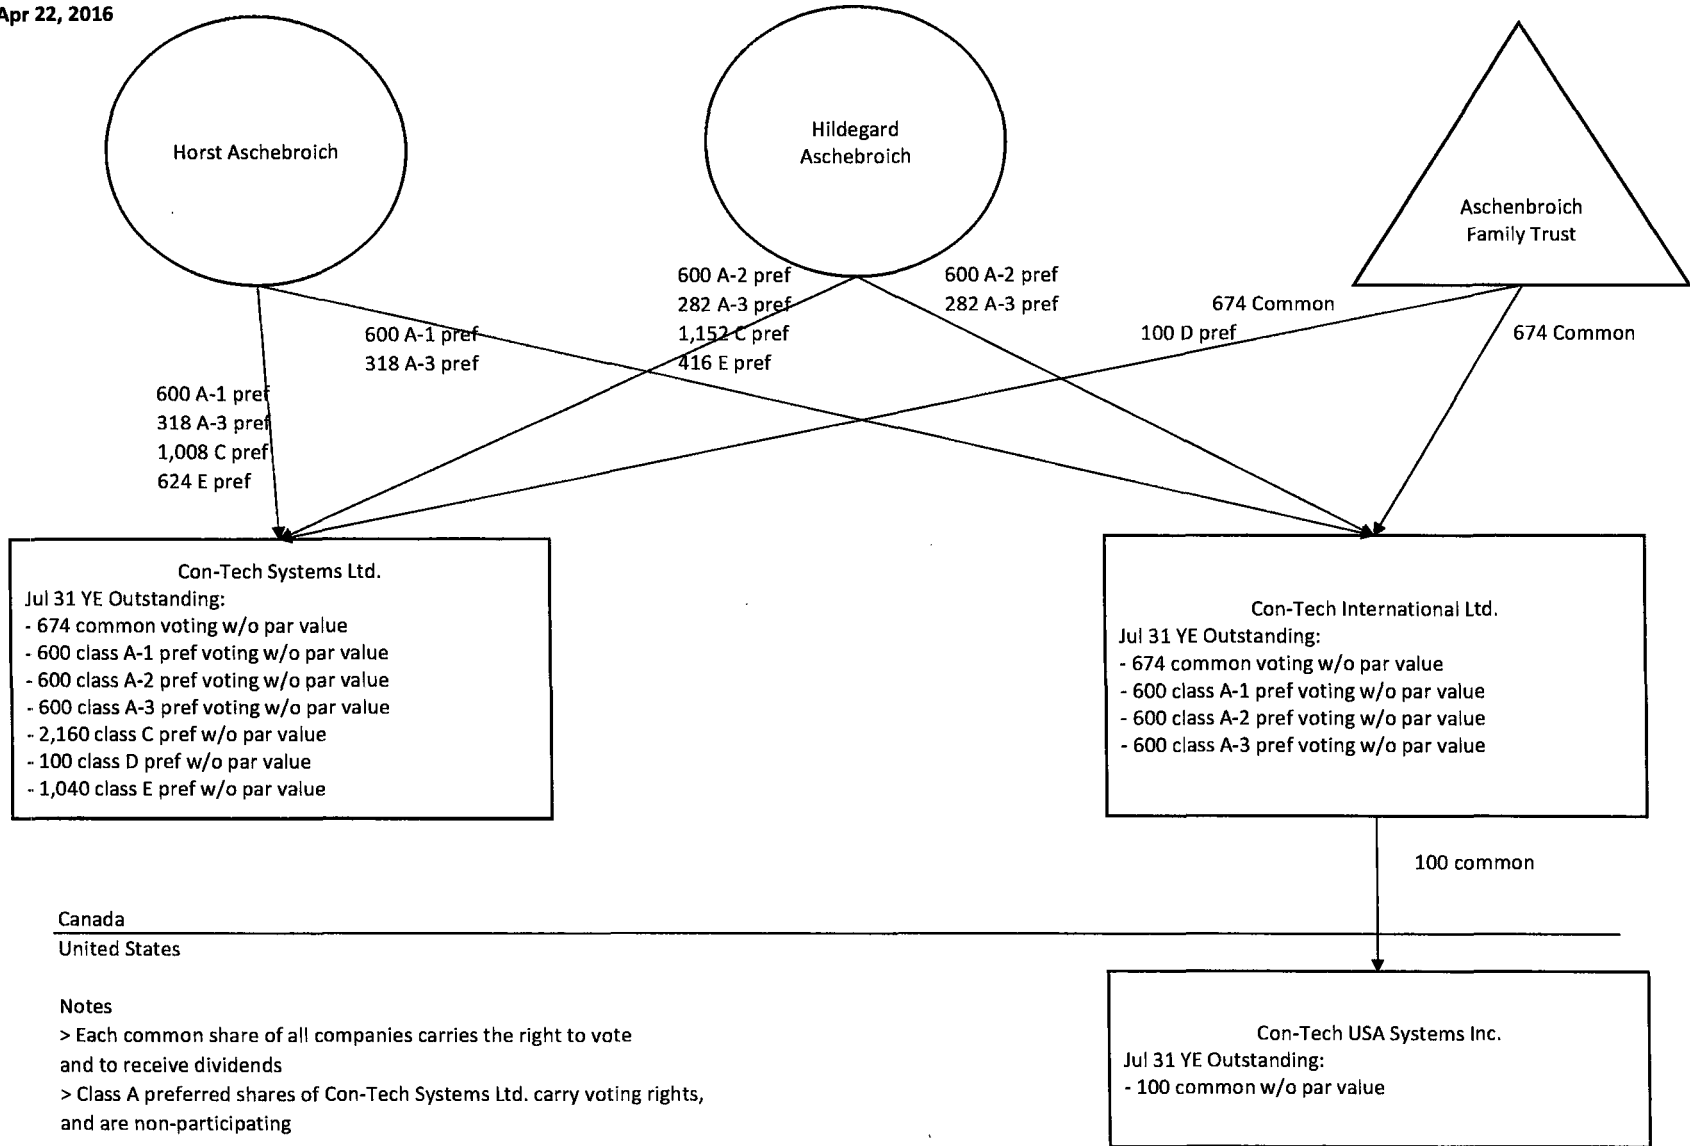 Apr 22, 2016
Horst Aschebroich
Hildegard
Aschebroich
Aschenbroich
Family Trust
600 A-1 pref
318 A-3 pref
600 A-1 pref
318 A-3 pref
1,008 C pref
624 E pref
600 A-2 pref
282 A-3 pref
1,152 C pref
416 E pref
600 A-2 pref
282 A-3 pref
674 Common
100 D pref
674 Common
Con-Tech Systems Ltd.
Jul 31 YE Outstanding:
- 674 common voting w/o par value
- 600 class A-1 pref voting w/o par value
- 600 class A-2 pref voting w/o par value
- 600 class A-3 pref voting w/o par value
- 2,160 class C pref w/o par value
- 100 class D pref w/o par value
- 1,040 class E pref w/o par value
Con-Tech International Ltd.
Jul 31 YE Outstanding:
- 674 common voting w/o par value
- 600 class A-1 pref voting w/o par value
- 600 class A-2 pref voting w/o par value
- 600 class A-3 pref voting w/o par value
100 common
Canada
United States
Notes
> Each common share of all companies carries the right to vote
and to receive dividends
> Class A preferred shares of Con-Tech Systems Ltd. carry voting rights,
and are non-participating
Con-Tech USA Systems Inc.
Jul 31 YE Outstanding:
- 100 common w/o par value